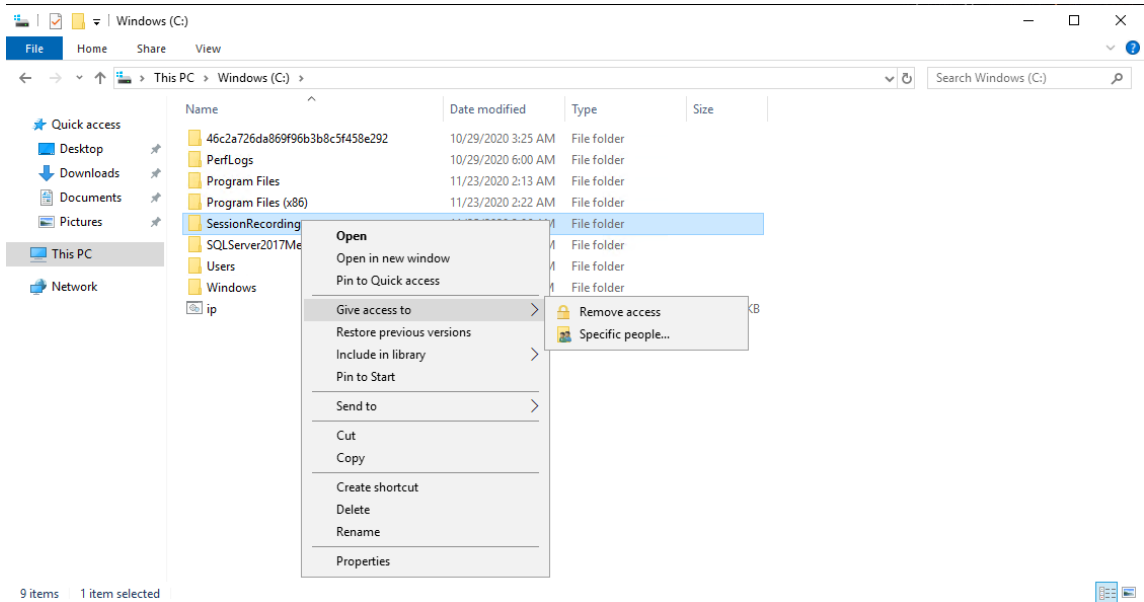 Windows (C:)
File Home Share View
This PC > Windows (C:) >
Search Windows (C:)
Name Date modified Type Size
Quick access
Desktop
Downloads
Documents
Pictures
This PC
Network
46c2a726da869f96b3b8c5f458e292 10/29/2020 3:25 AM File folder
PerfLogs 10/29/2020 6:00 AM File folder
Program Files 11/23/2020 2:13 AM File folder
Program Files (x86) 11/23/2020 2:22 AM File folder
SessionRecording File folder
SQLServer2017Me File folder
Users File folder
Windows File folder
ip KB
Open
Open in new window
Pin to Quick access
Give access to
Restore previous versions
Include in library
Pin to Start
Send to
Cut
Copy
Create shortcut
Delete
Rename
Properties
Remove access
Specific people...
9 items 1 item selected